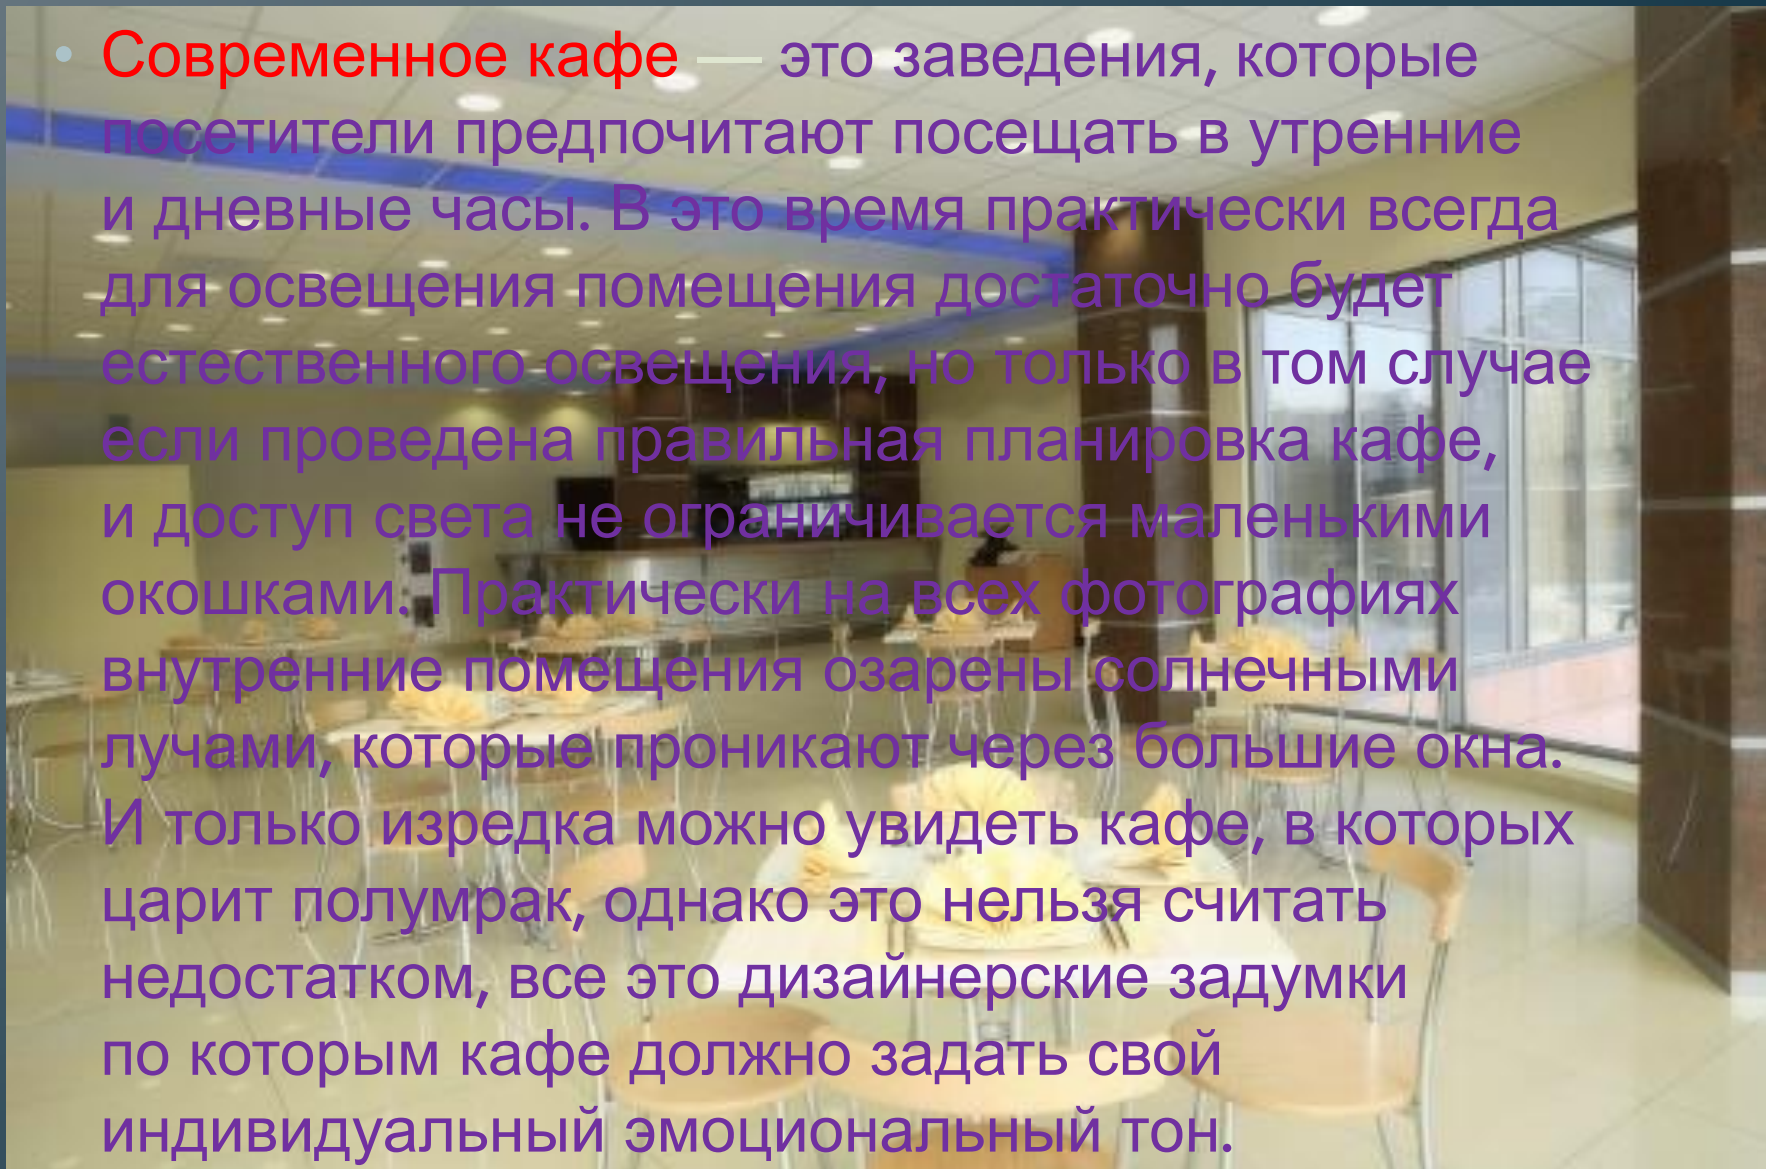 • Современное кафе — это заведения, которые
посетители предпочитают посещать в утренние
и дневные часы. В это время практически всегда
для освещения помещения достаточно будет
естественного освещения, но только в том случае
если проведена правильная планировка кафе,
и доступ света не ограничивается маленькими
окошками. Практически на всех фотографиях
внутренние помещения озарены солнечными
лучами, которые проникают через большие окна.
И только изредка можно увидеть кафе, в которых
царит полумрак, однако это нельзя считать
недостатком, все это дизайнерские задумки
по которым кафе должно задать свой
индивидуальный эмоциональный тон.